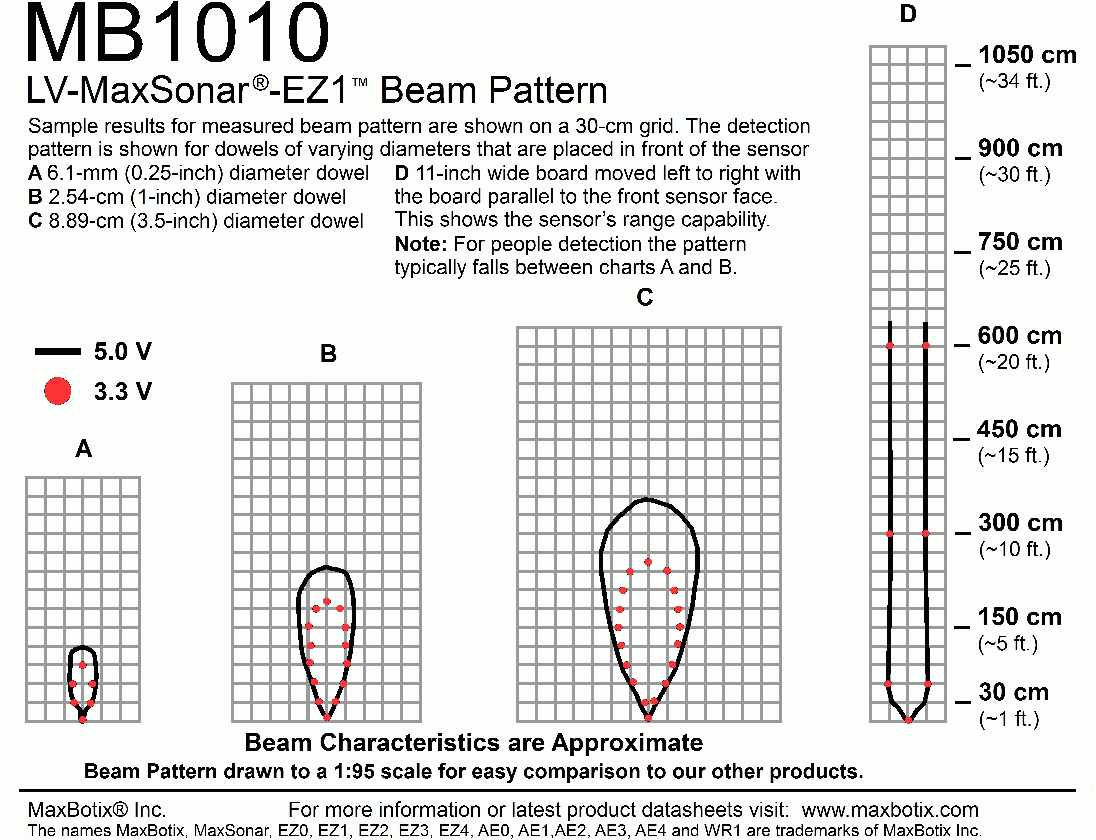 MB1010
LV-MaxSonar®-EZ1™ Beam Pattern
Sample results for measured beam pattern are shown on a 30-cm grid. The detection
pattern is shown for dowels of varying diameters that are placed in front of the sensor
A 6.1-mm (0.25-inch) diameter dowel
B 2.54-cm (1-inch) diameter dowel
C 8.89-cm (3.5-inch) diameter dowel
D 11-inch wide board moved left to right with
the board parallel to the front sensor face.
This shows the sensor's range capability.
Note: For people detection the pattern
typically falls between charts A and B.
5.0 V
3.3 V
A
B
C
D
1050 cm
(~34 ft.)
900 cm
(~30 ft.)
750 cm
(~25 ft.)
600 cm
(~20 ft.)
450 cm
(~15 ft.)
300 cm
(~10 ft.)
150 cm
(~5 ft.)
30 cm
(~1 ft.)
Beam Characteristics are Approximate
Beam Pattern drawn to a 1:95 scale for easy comparison to our other products.
MaxBotix® Inc. For more information or latest product datasheets visit: www.maxbotix.com
The names MaxBotix, MaxSonar, EZ0, EZ1, EZ2, EZ3, EZ4, AE0, AE1,AE2, AE3, AE4 and WR1 are trademarks of MaxBotix Inc.